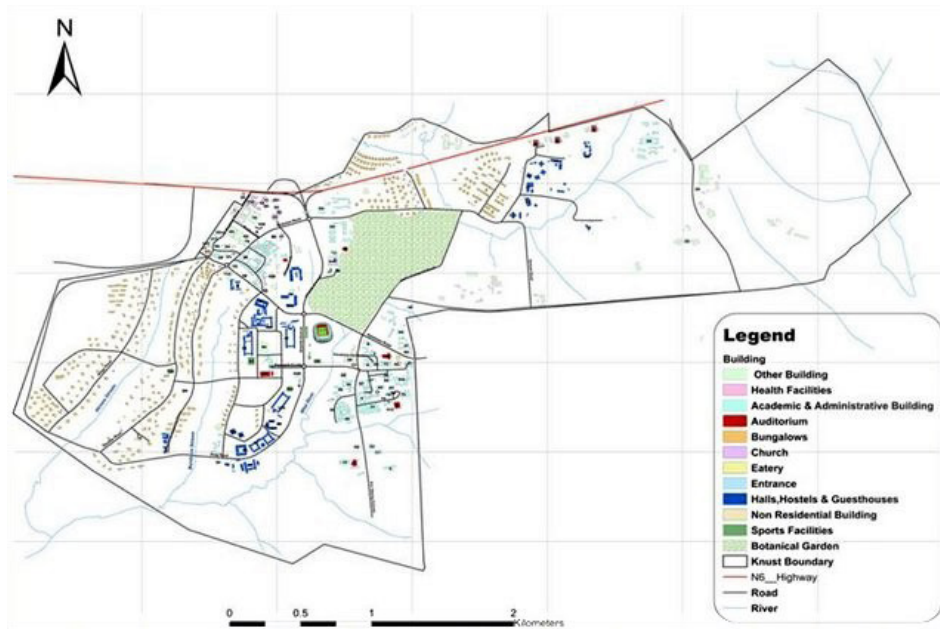 N
Legend
Building
Other Building
Health Facilities
Academic & Administrative Building
Auditorium
Bungalows
Church
Eatery
Entrance
Halls,Hostels & Guesthouses
Non Residential Building
Sports Facilities
Botanical Garden
Knust Boundary
N6__Highway
Road
River
0 0.5 1 2
Kilometers